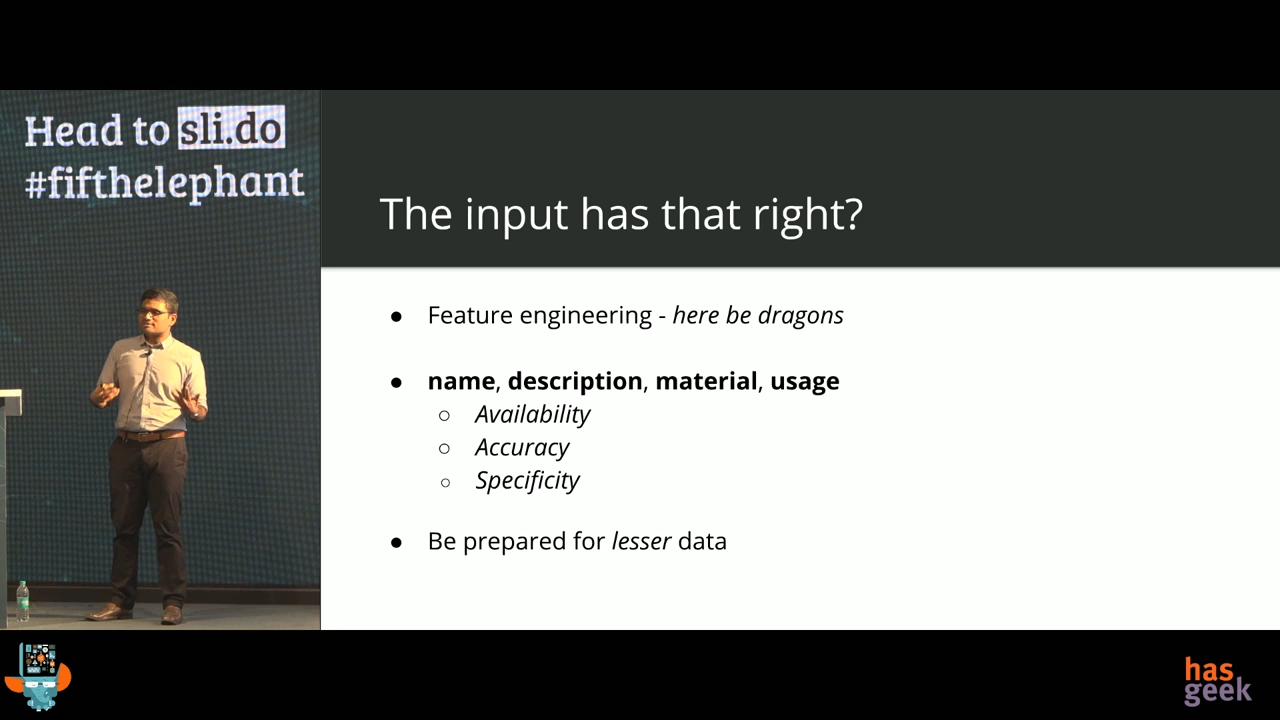 Head to sli.do
#fifthelephant
The input has that right?
● Feature engineering - here be dragons
● name, description, material, usage
○ Availability
○ Accuracy
○ Specificity
● Be prepared for lesser data
has
geek